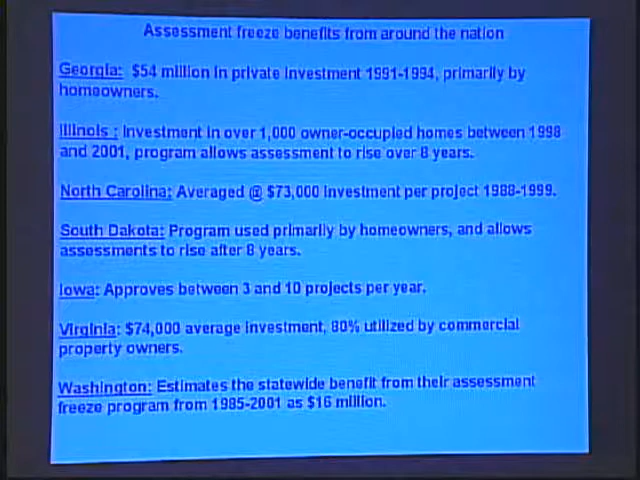 Assessment freeze benefits from around the nation
Georgia: $54 million in private investment 1991-1994, primarily by
homeowners.
Illinois : Investment in over 1,000 owner-occupied homes between 1998
and 2001, program allows assessment to rise over 8 years.
North Carolina: Averaged @ $73,000 investment per project 1988-1999.
South Dakota: Program used primarily by homeowners, and allows
assessments to rise after 8 years.
Iowa: Approves between 3 and 10 projects per year.
Virginia: $74,000 average investment, 80% utilized by commercial
property owners.
Washington: Estimates the statewide benefit from their assessment
freeze program from 1985-2001 as $16 million.